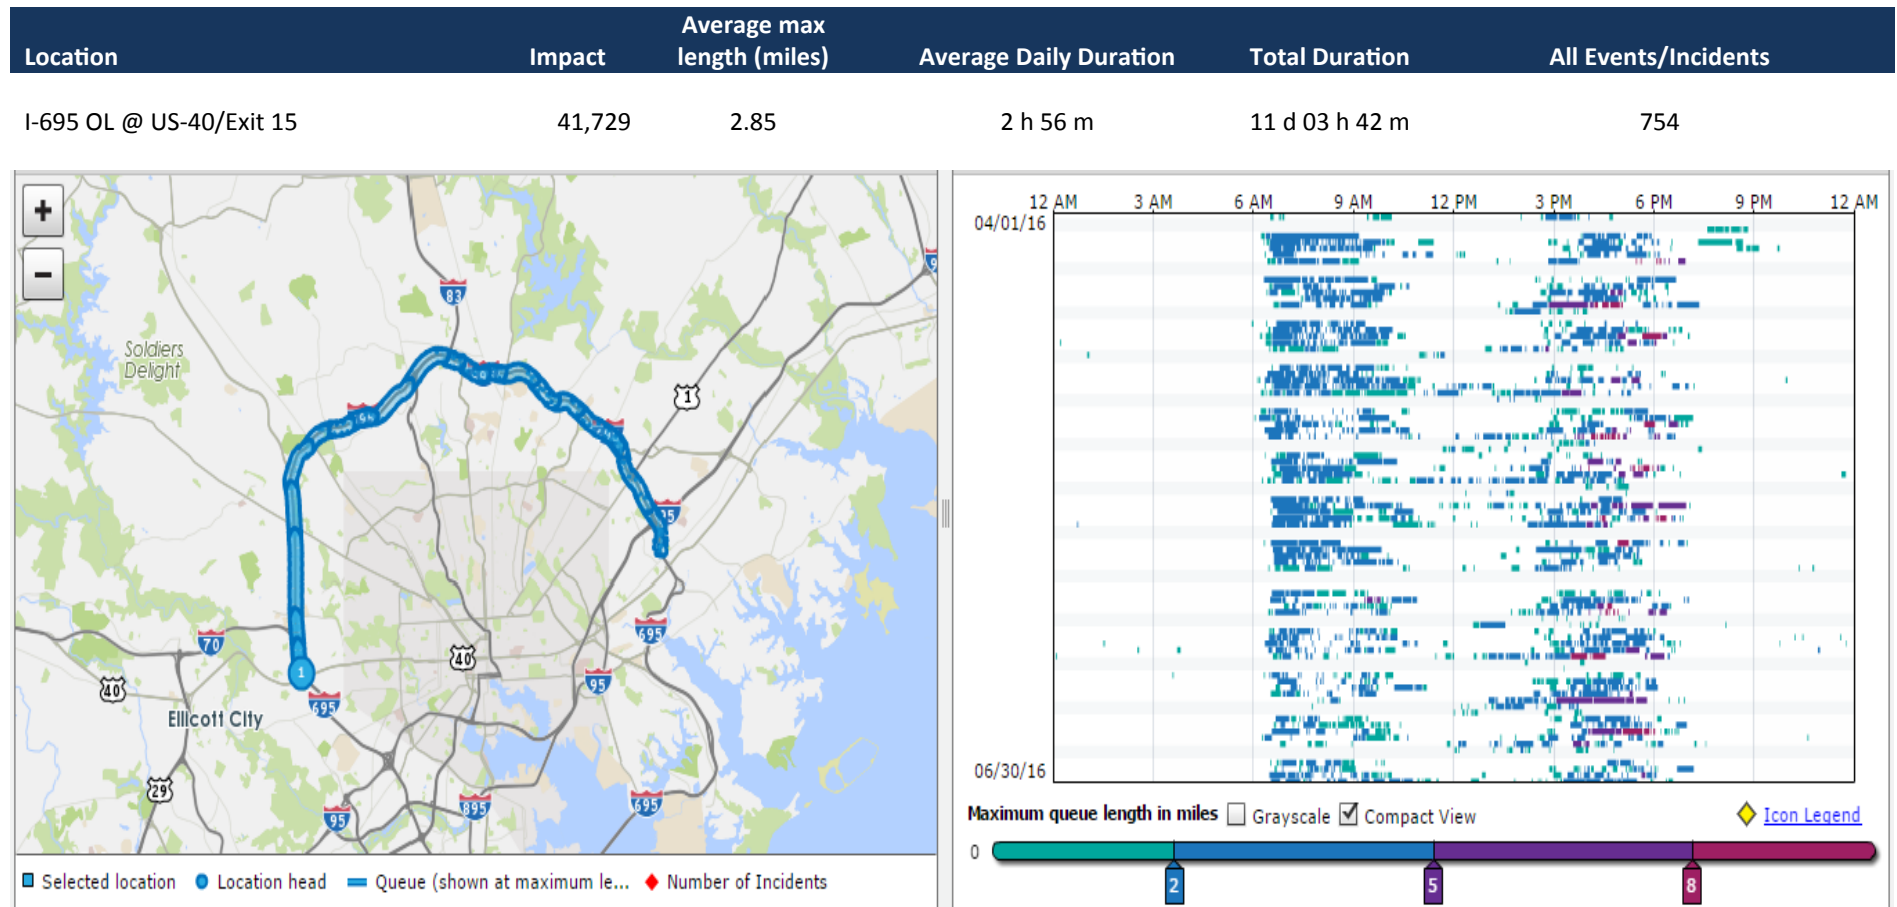 Location Impact Average max length (miles) Average Daily Duration Total Duration All Events/Incidents
I-695 OL @ US-40/Exit 15 41,729 2.85 2 h 56 m 11 d 03 h 42 m 754
+
−
83
Soldiers
Delight
1
95
70
40
695
1
40
95
695
Ellicott City
29
95
895
695
Selected location Location head Queue (shown at maximum le... Number of Incidents
12 AM 3 AM 6 AM 9 AM 12 PM 3 PM 6 PM 9 PM 12 AM
04/01/16
06/30/16
Maximum queue length in miles Grayscale Compact View Icon Legend
0
2 5 8